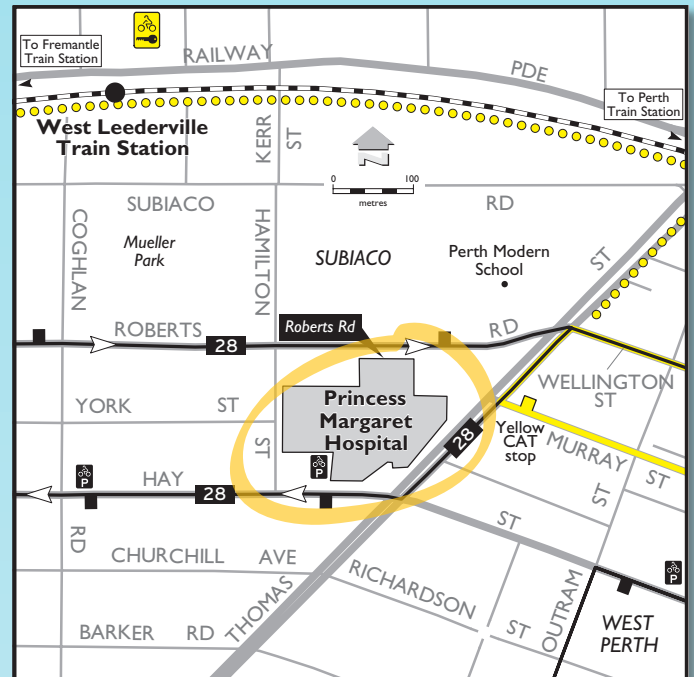 To Fremantle
Train Station
RAILWAY
PDE
To Perth
Train Station
West Leederville
Train Station
KERR
ST
N
0
100
metres
SUBIACO
RD
COGHLAN
Mueller
Park
HAMILTON
SUBIACO
Perth Modern
School
ST
Roberts Rd
ROBERTS
28
RD
WELLINGTON
ST
Princess
Margaret
Hospital
YORK
ST
ST
28
Yellow
CAT
stop
MURRAY
ST
P
P
HAY
28
ST
ST
RD
CHURCHILL
AVE
P
THOMAS
RICHARDSON
ST
OUTRAM
WEST
PERTH
BARKER
RD